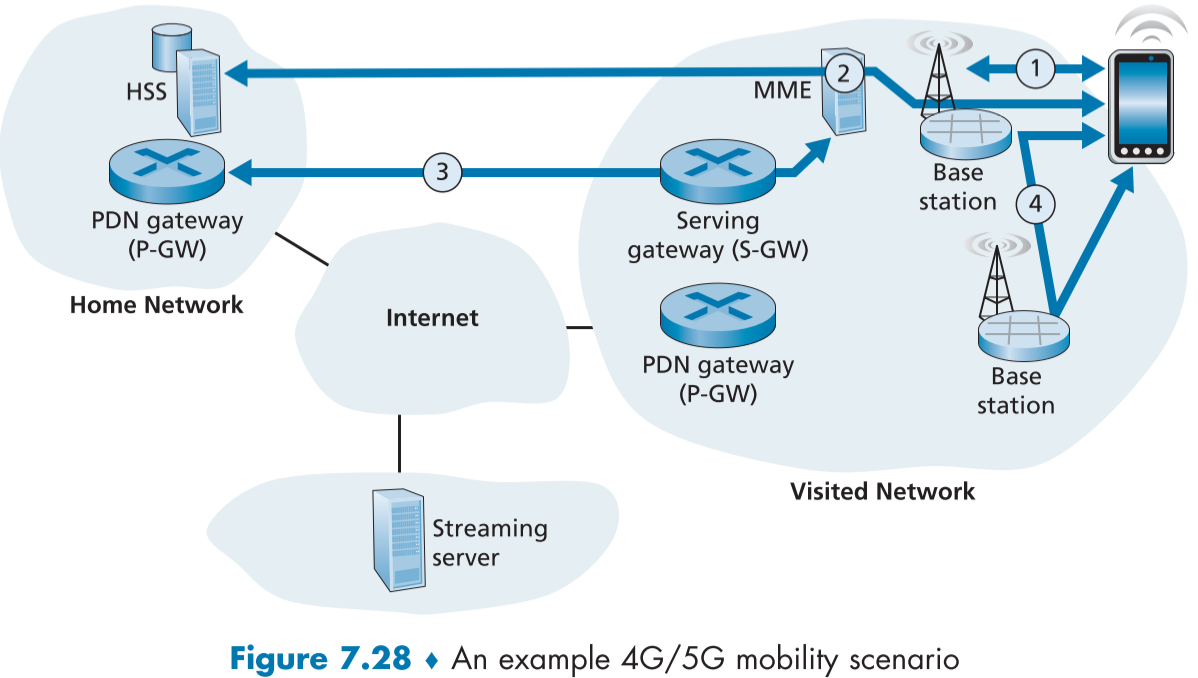 HSS
MME
2
1
3
PDN gateway
(P-GW)
Home Network
Serving
gateway (S-GW)
Base
station
4
Internet
PDN gateway
(P-GW)
Base
station
Visited Network
Streaming
server
Figure 7.28 ♦ An example 4G/5G mobility scenario